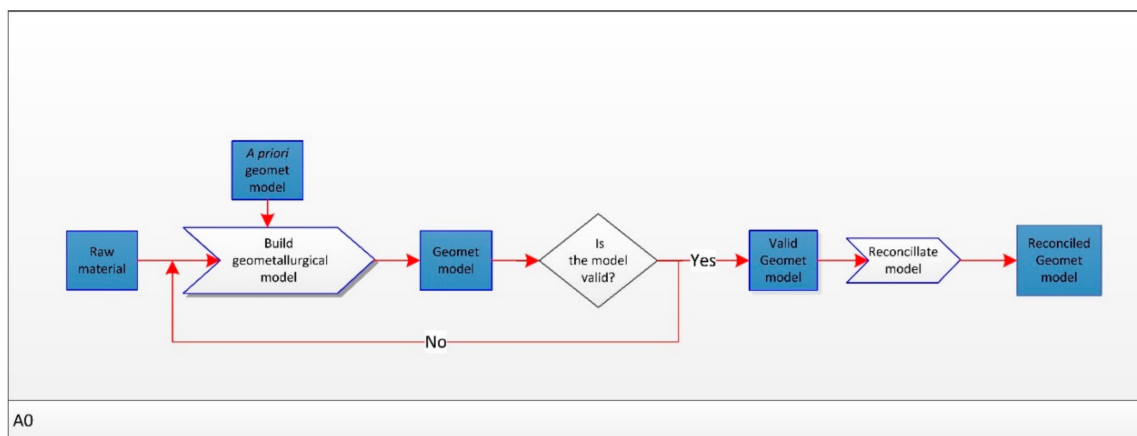 A priori
geomet
model
Raw
material
Build
geometallurgical
model
Geomet
model
Is
the model
valid?
Yes
Valid
Geomet
model
Reconcillate
model
Reconciled
Geomet
model
No
A0